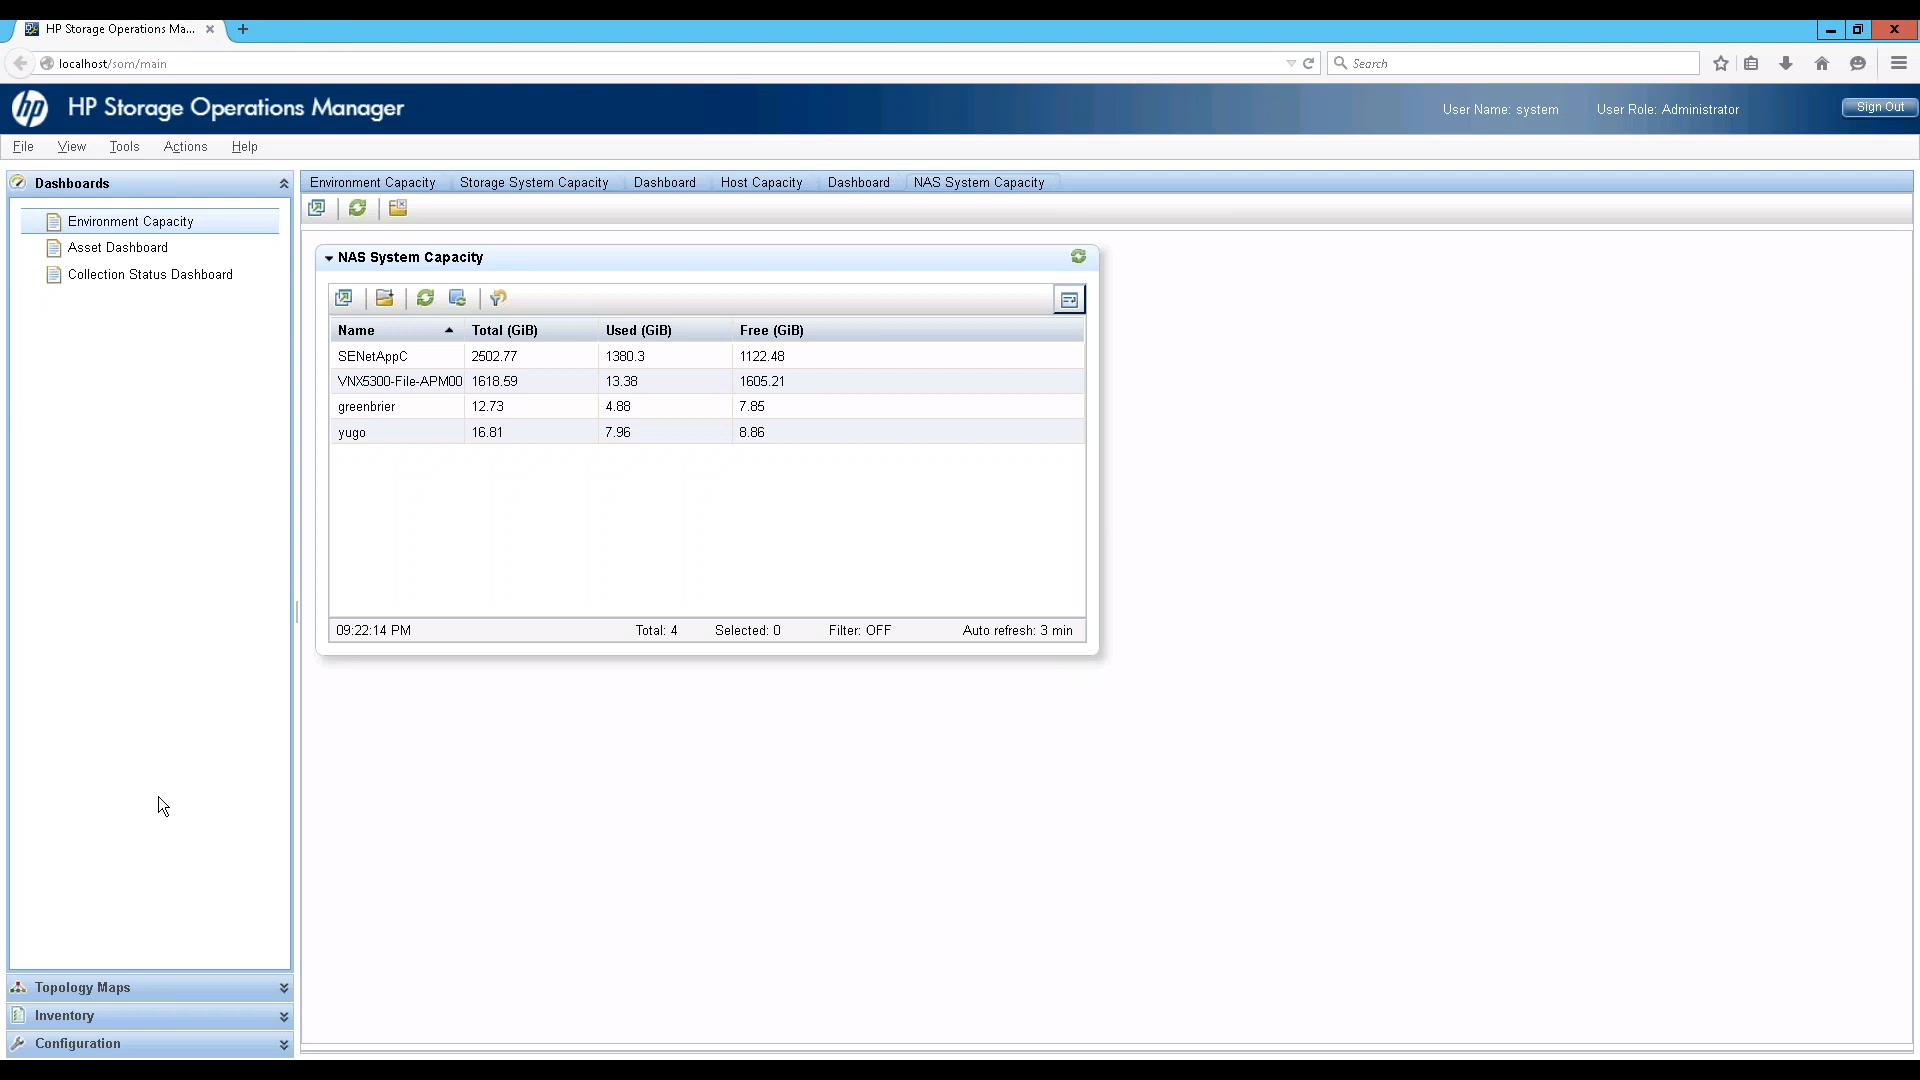 HP Storage Operations Ma...
localhost/som/main
Search
hp HP Storage Operations Manager
User Name: system User Role: Administrator Sign Out
File View Tools Actions Help
Dashboards
Environment Capacity
Asset Dashboard
Collection Status Dashboard
Topology Maps
Inventory
Configuration
Environment Capacity Storage System Capacity Dashboard Host Capacity Dashboard NAS System Capacity
NAS System Capacity
Name Total (GiB) Used (GiB) Free (GiB)
SENetAppC 2502.77 1380.3 1122.48
VNX5300-File-APM00 1618.59 13.38 1605.21
greenbrier 12.73 4.88 7.85
yugo 16.81 7.96 8.86
09:22:14 PM Total: 4 Selected: 0 Filter: OFF Auto refresh: 3 min